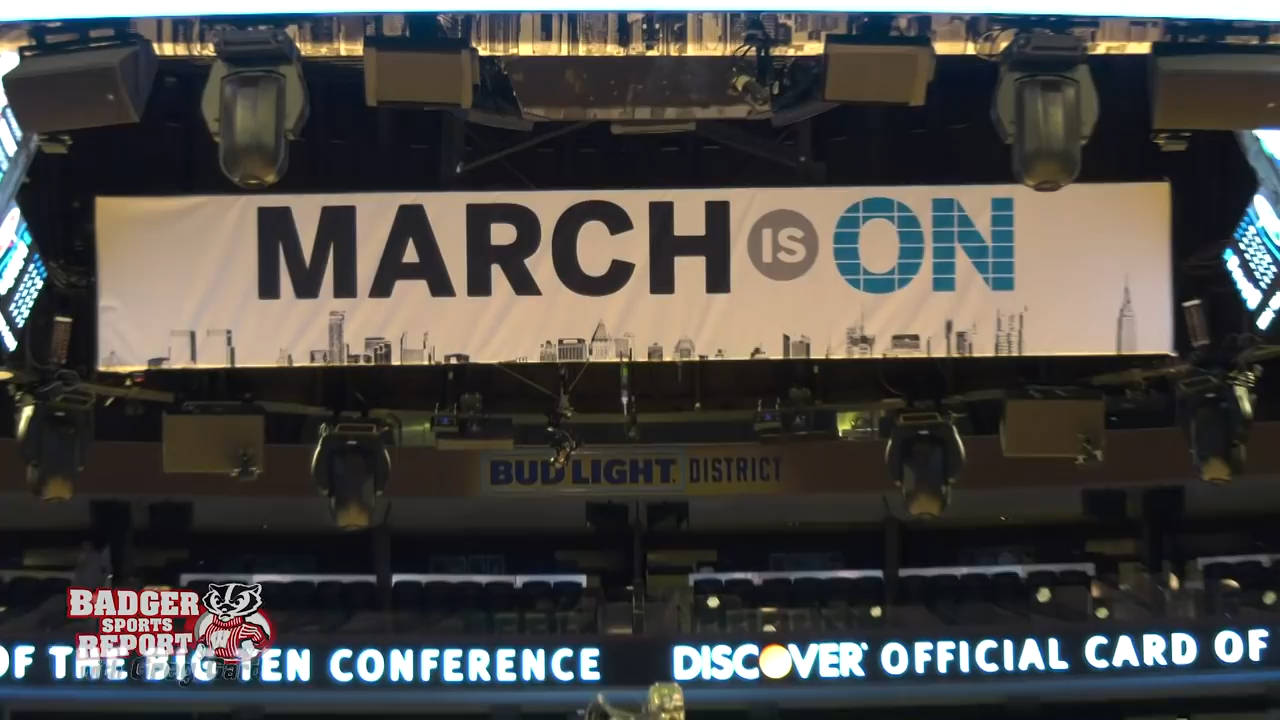 MARCH IS ON
BUD LIGHT DISTRICT
BADGER
SPORTS
REPORT
OF THE BIG TEN CONFERENCE DISCOVER OFFICIAL CARD OF